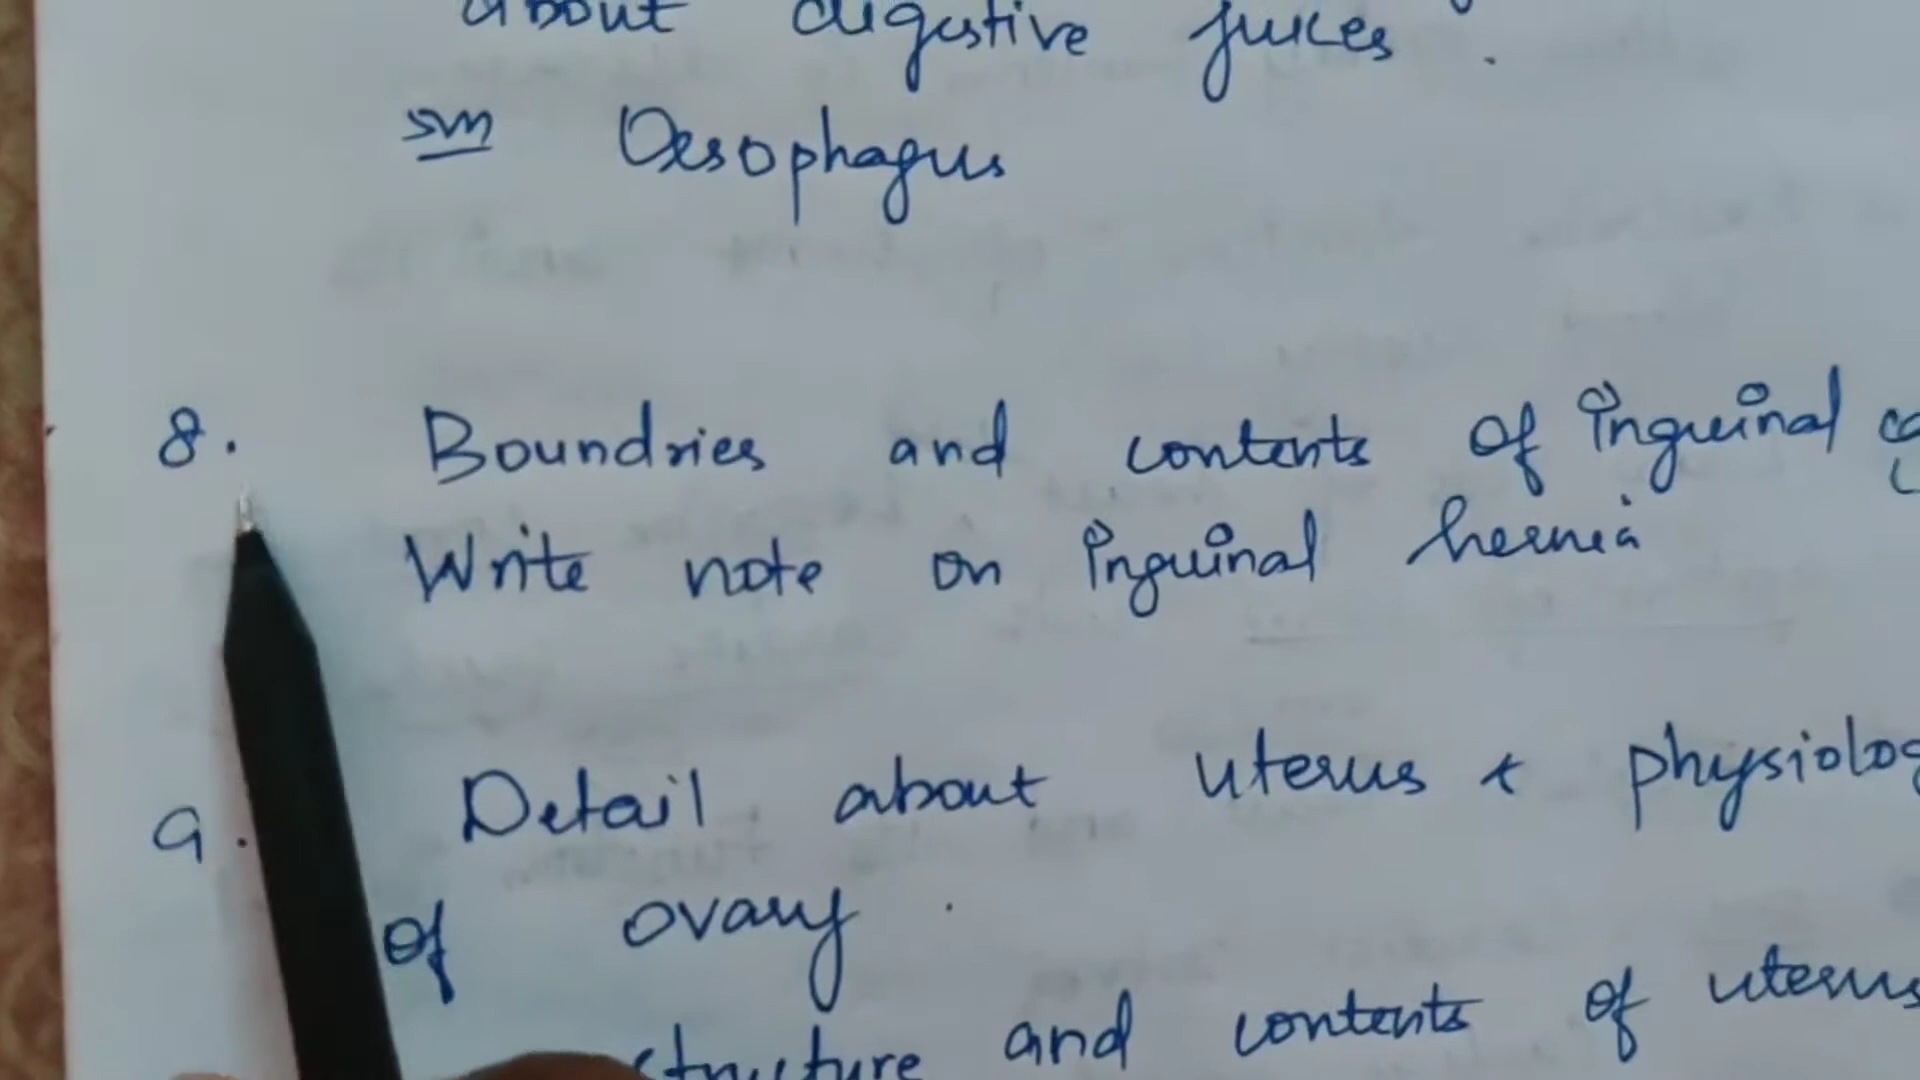 about digestive juices .
sm Oesophagus
8. Boundries and contents of inguinal
Write note on inguinal hernia
9. Detail about uterus &
of ovary .
structure and contents of uterus